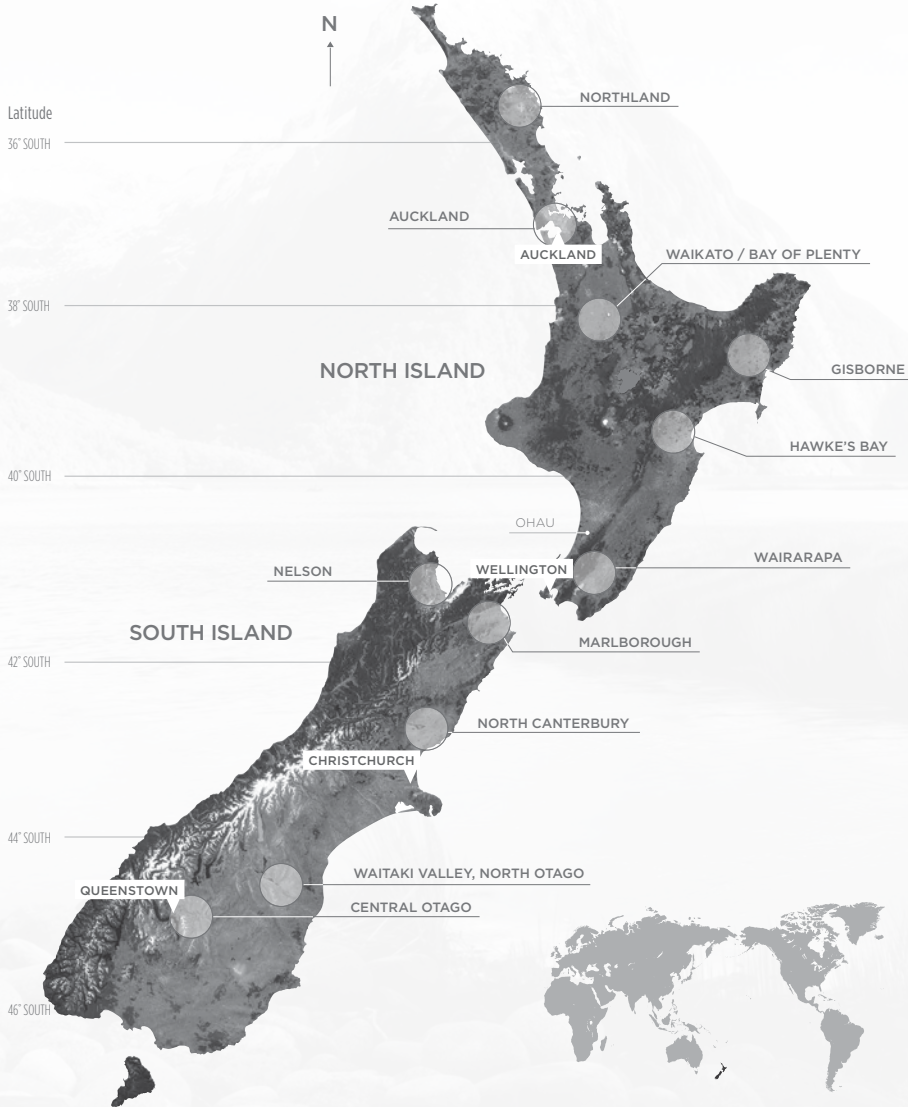 N
NORTHLAND
Latitude
36° SOUTH
AUCKLAND
AUCKLAND
WAIKATO / BAY OF PLENTY
38° SOUTH
NORTH ISLAND
GISBORNE
HAWKE'S BAY
40° SOUTH
OHAU
WAIRARAPA
WELLINGTON
NELSON
SOUTH ISLAND
MARLBOROUGH
42° SOUTH
NORTH CANTERBURY
CHRISTCHURCH
44° SOUTH
WAITAKI VALLEY, NORTH OTAGO
QUEENSTOWN
CENTRAL OTAGO
46° SOUTH